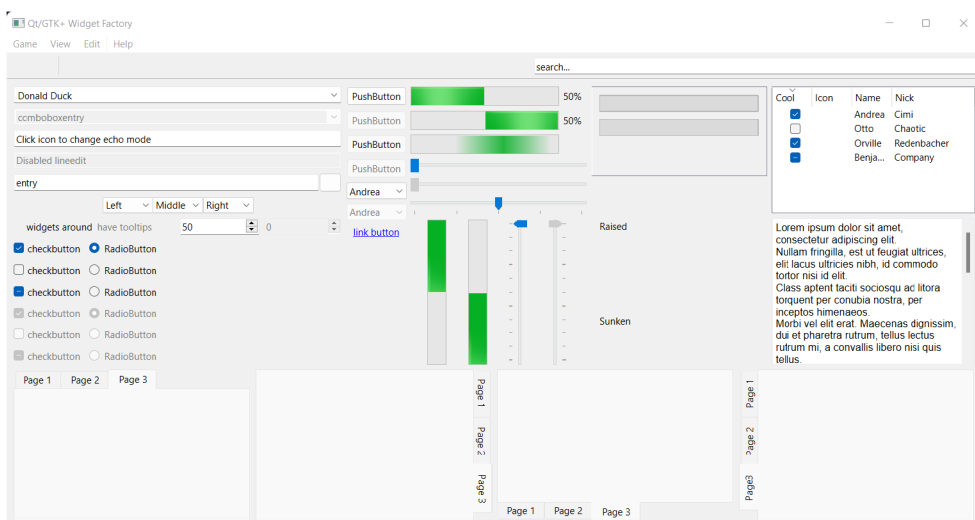 Qt/GTK+ Widget Factory
Game View Edit Help
search...
Donald Duck
ccmboboxentry
Click icon to change echo mode
Disabled lineedit
entry
Left Middle Right
widgets around have tooltips 50 0
checkbutton RadioButton
checkbutton RadioButton
checkbutton RadioButton
checkbutton RadioButton
checkbutton RadioButton
checkbutton RadioButton
PushButton 50%
PushButton 50%
PushButton
PushButton
Andrea
Andrea
link button
Raised
Sunken
Cool Icon Name Nick
Andrea Cimi
Otto Chaotic
Orville Redenbacher
Benja... Company
Lorem ipsum dolor sit amet,
consectetur adipiscing elit.
Nullam fringilla, est ut feugiat ultrices,
elit lacus ultricies nibh, id commodo
tortor nisi id elit.
Class aptent taciti sociosqu ad litora
torquent per conubia nostra, per
inceptos himenaeos.
Morbi vel elit erat. Maecenas dignissim,
dui et pharetra rutrum, tellus lectus
rutrum mi, a convallis libero nisi quis
tellus.
Page 1 Page 2 Page 3
Page 1
Page 2
Page 3
Page 1 Page 2 Page 3
Page 1
Page 2
Page3